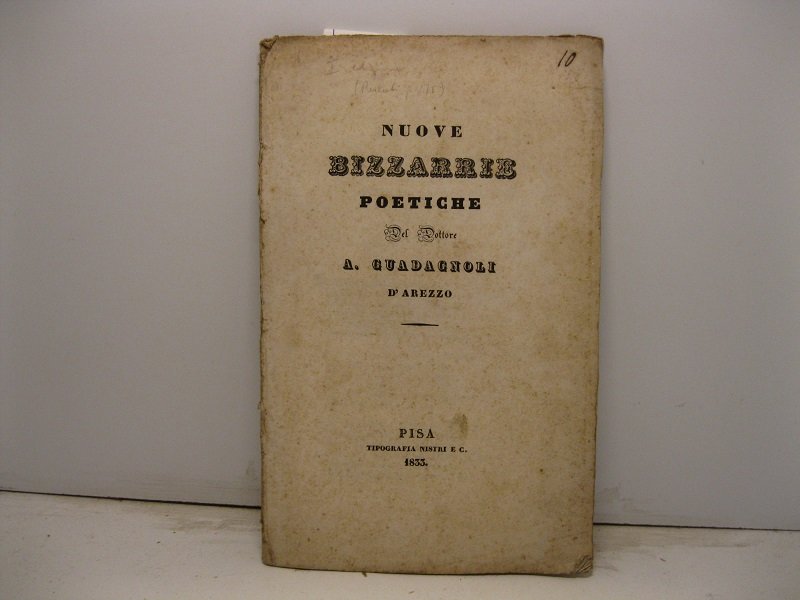 10
NUOVE
BIZZARRIE
POETICHE
Del Dottore
A. GUADAGNOLI
D'AREZZO
PISA
TIPOGRAFIA NISTRI E C.
1833.